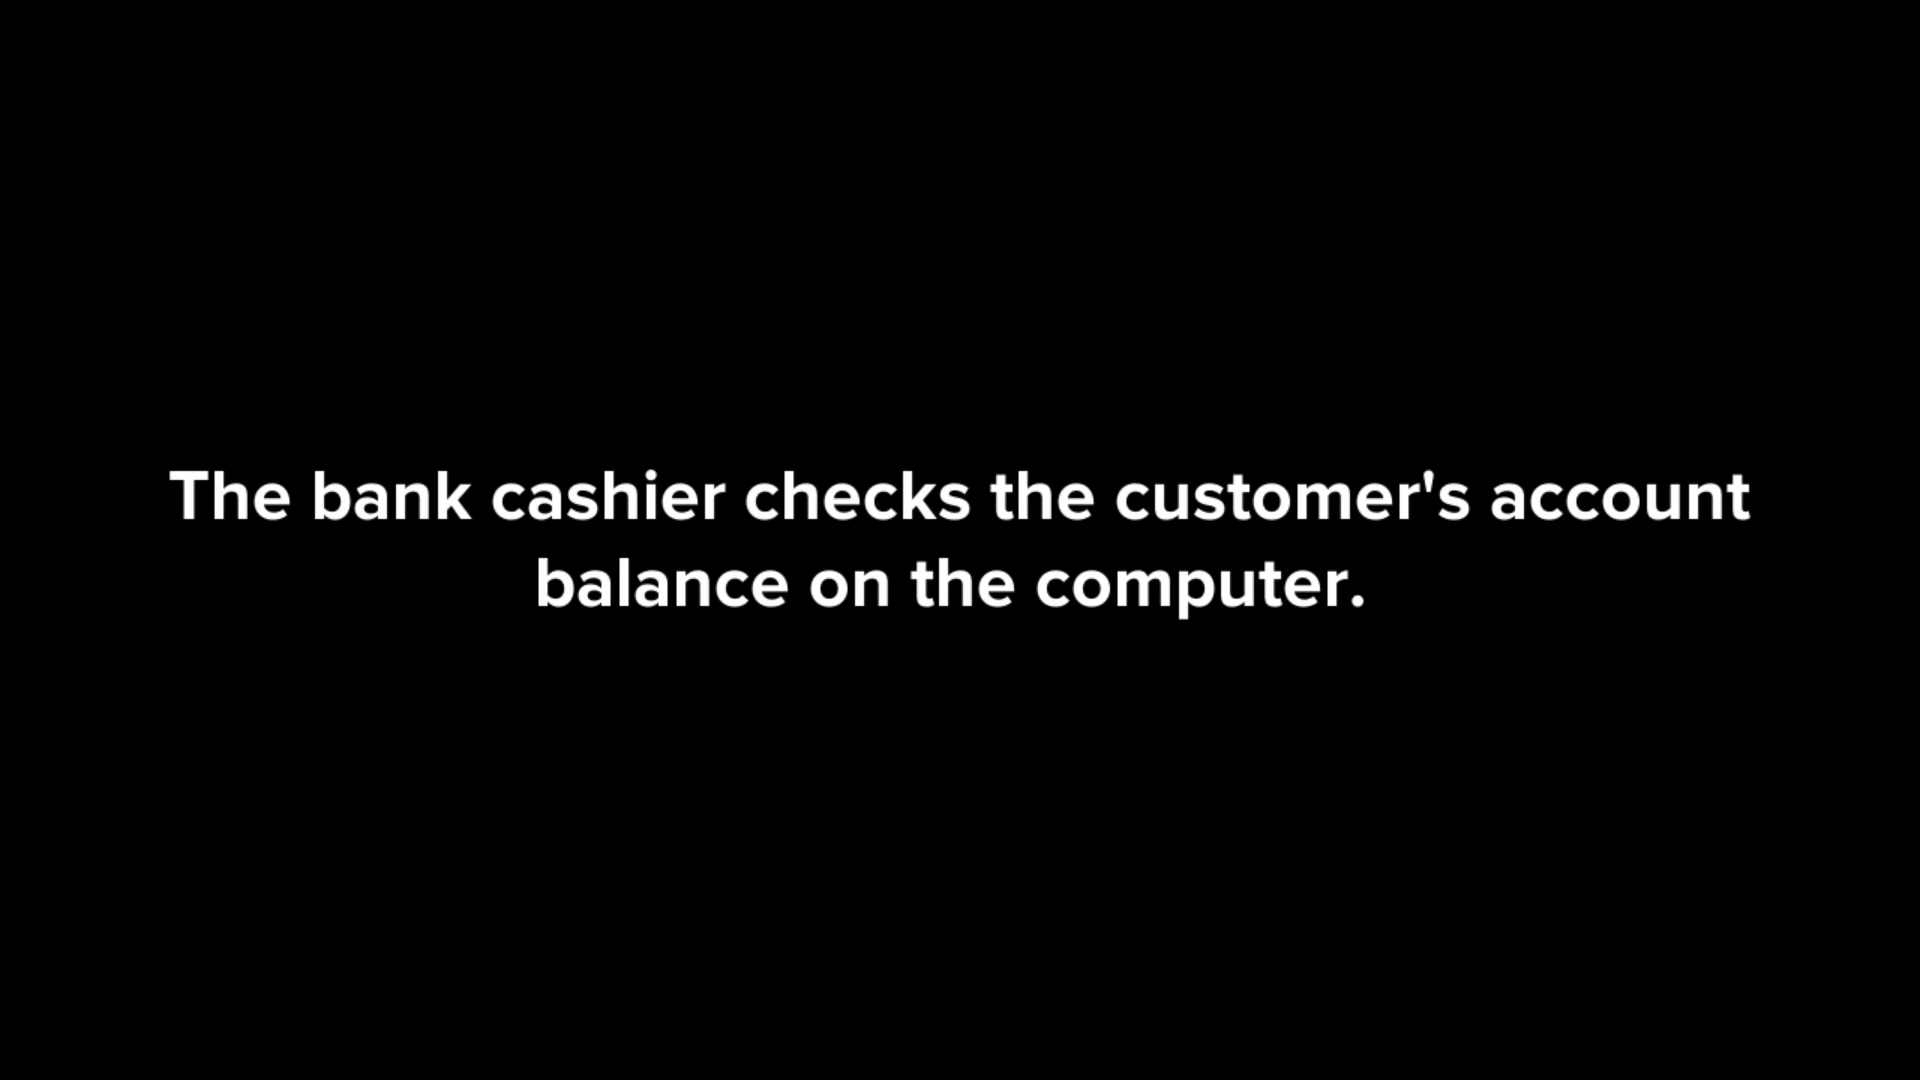 The bank cashier checks the customer's account
balance on the computer.